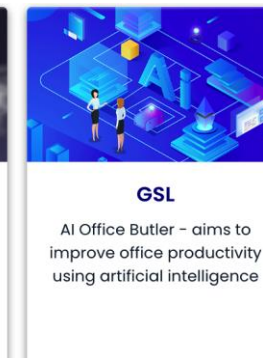 Ai
GSL
AI Office Butler - aims to
improve office productivity
using artificial intelligence